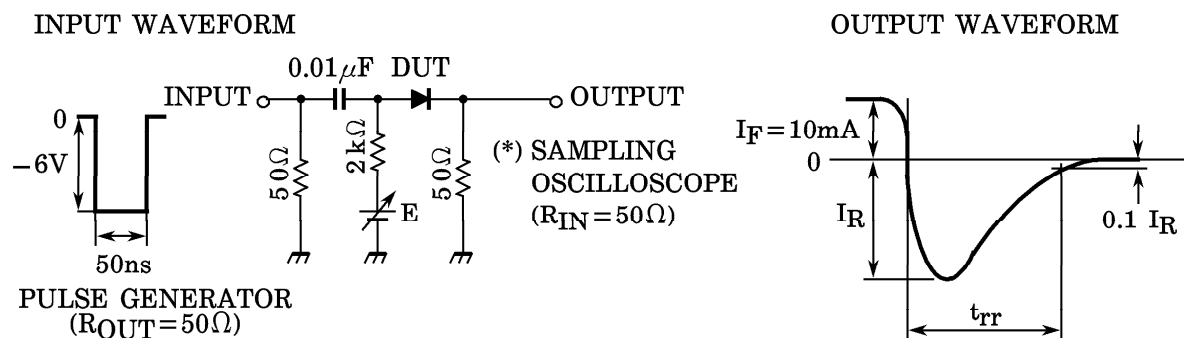 INPUT WAVEFORM
0
−6V
50ns
PULSE GENERATOR
(ROUT=50Ω)
0.01μF DUT
INPUT
OUTPUT
50Ω
2kΩ
E
50Ω
(*) SAMPLING
OSCILLOSCOPE
(RIN=50Ω)
OUTPUT WAVEFORM
IF=10mA
0
IR
0.1 IR
trr